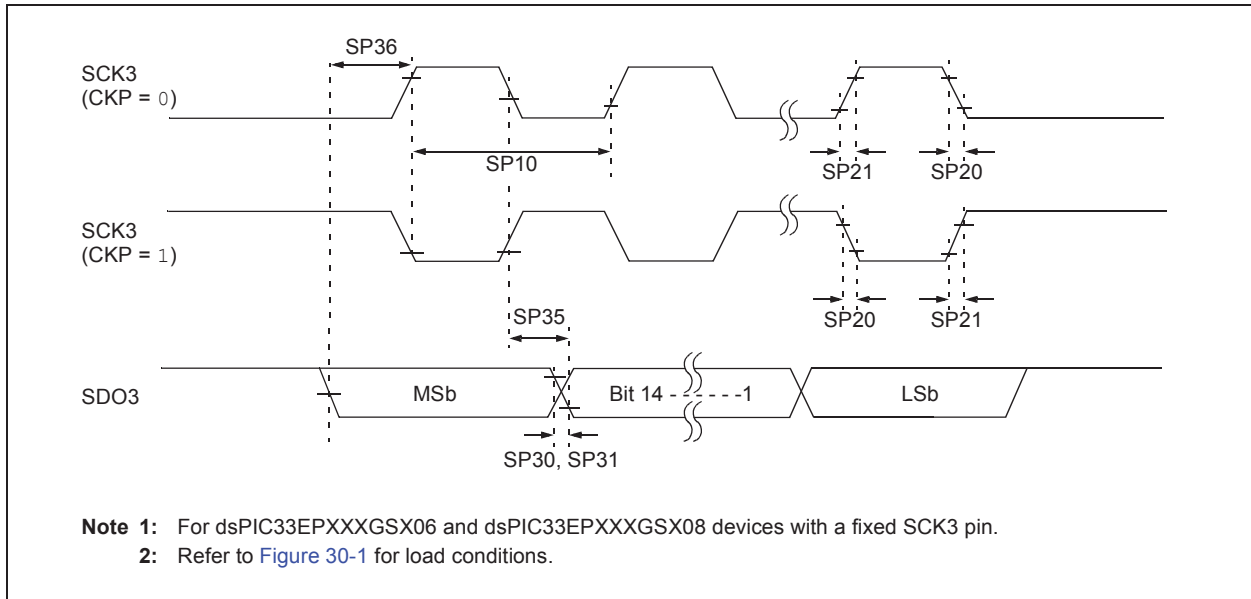 SP36
SCK3
(CKP = 0)
SP10
SP21
SP20
SCK3
(CKP = 1)
SP35
SP20
SP21
SDO3
MSb
Bit 14 - - - - - -1
LSb
SP30, SP31
Note 1: For dsPIC33EPXXXGSX06 and dsPIC33EPXXXGSX08 devices with a fixed SCK3 pin.
2: Refer to Figure 30-1 for load conditions.